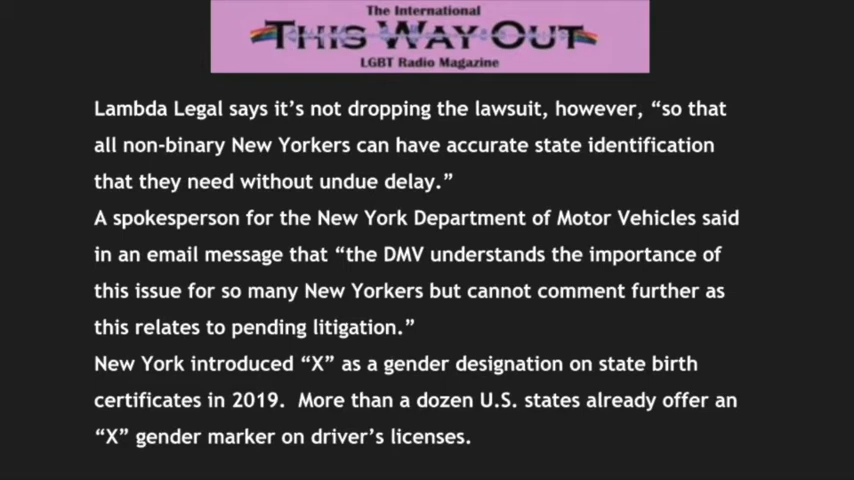 The International
THIS WAY OUT
LGBT Radio Magazine
Lambda Legal says it’s not dropping the lawsuit, however, “so that
all non-binary New Yorkers can have accurate state identification
that they need without undue delay.”
A spokesperson for the New York Department of Motor Vehicles said
in an email message that “the DMV understands the importance of
this issue for so many New Yorkers but cannot comment further as
this relates to pending litigation.”
New York introduced “X” as a gender designation on state birth
certificates in 2019.  More than a dozen U.S. states already offer an
“X” gender marker on driver’s licenses.